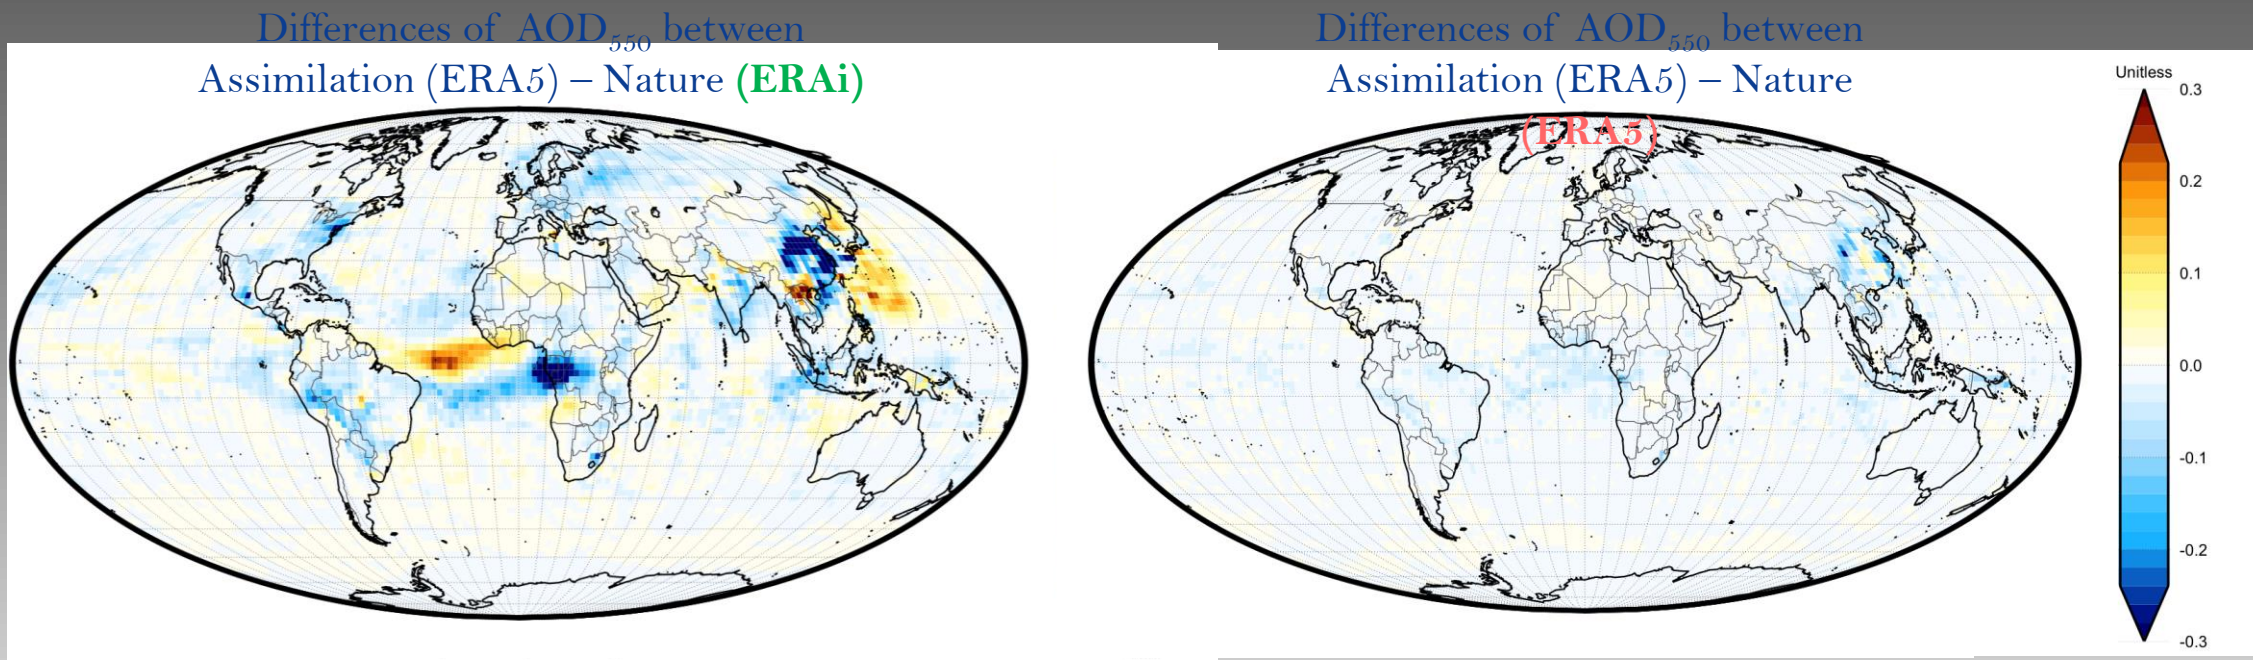 Differences of AOD550 between
Assimilation (ERA5) – Nature (ERAi)
Differences of AOD550 between
Assimilation (ERA5) – Nature
(ERA5)
Unitless
0.3
0.2
0.1
0.0
-0.1
-0.2
-0.3